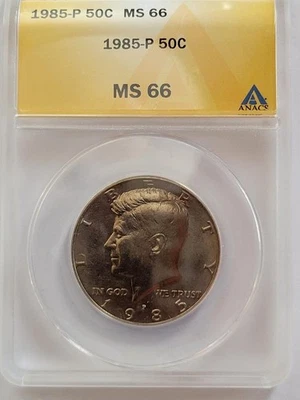 1985-P 50C MS 66
1985-P 50C
MS 66
ANACS
LIBERTY
IN GOD WE TRUST
P
1985